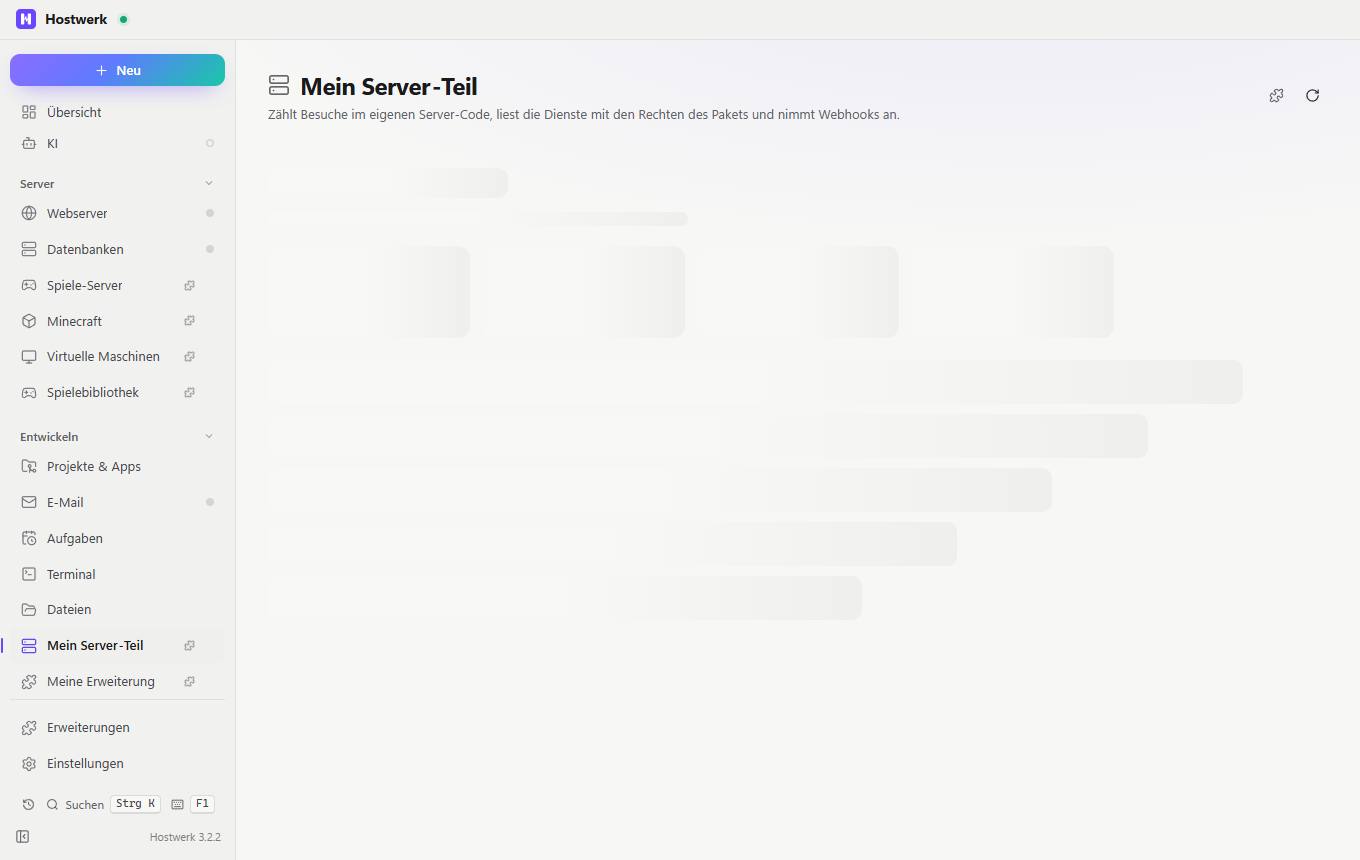 Hostwerk
Neu
Übersicht
KI
Server
Webserver
Datenbanken
Spiele-Server
Minecraft
Virtuelle Maschinen
Spielebibliothek
Entwickeln
Projekte & Apps
E-Mail
Aufgaben
Terminal
Dateien
Mein Server-Teil
Meine Erweiterung
Erweiterungen
Einstellungen
Suchen Strg K F1
Hostwerk 3.2.2
Mein Server-Teil
Zählt Besuche im eigenen Server-Code, liest die Dienste mit den Rechten des Pakets und nimmt Webhooks an.